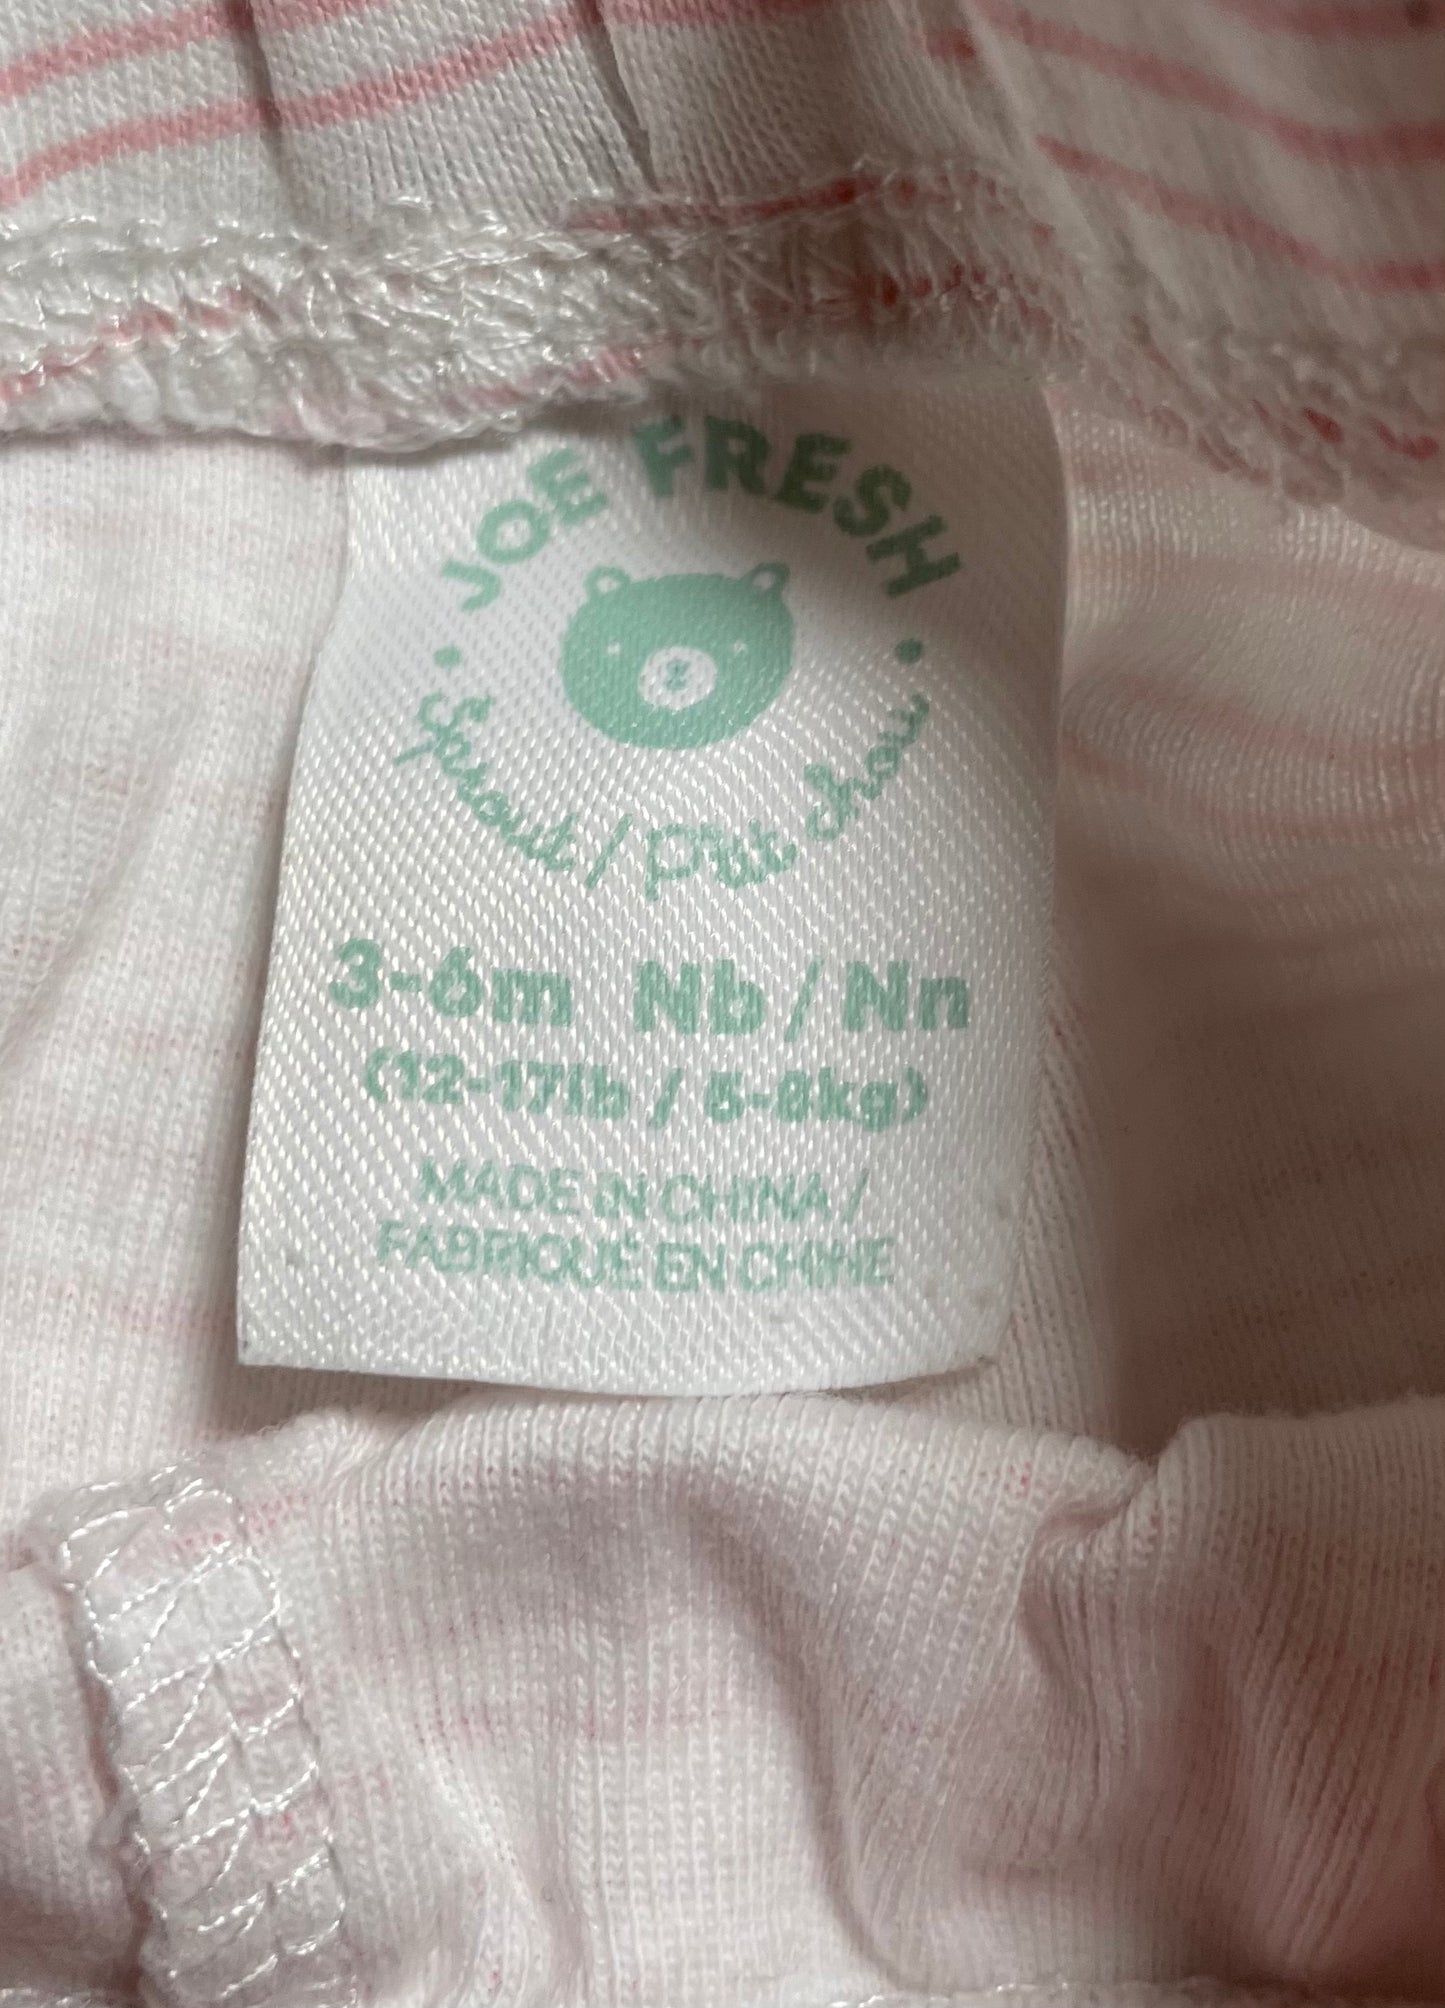 • JOE FRESH •
Sprout / P'tit chou
3-6m Nb / Nn
(12-17lb / 5-8kg)
MADE IN CHINA /
FABRIQUÉ EN CHINE